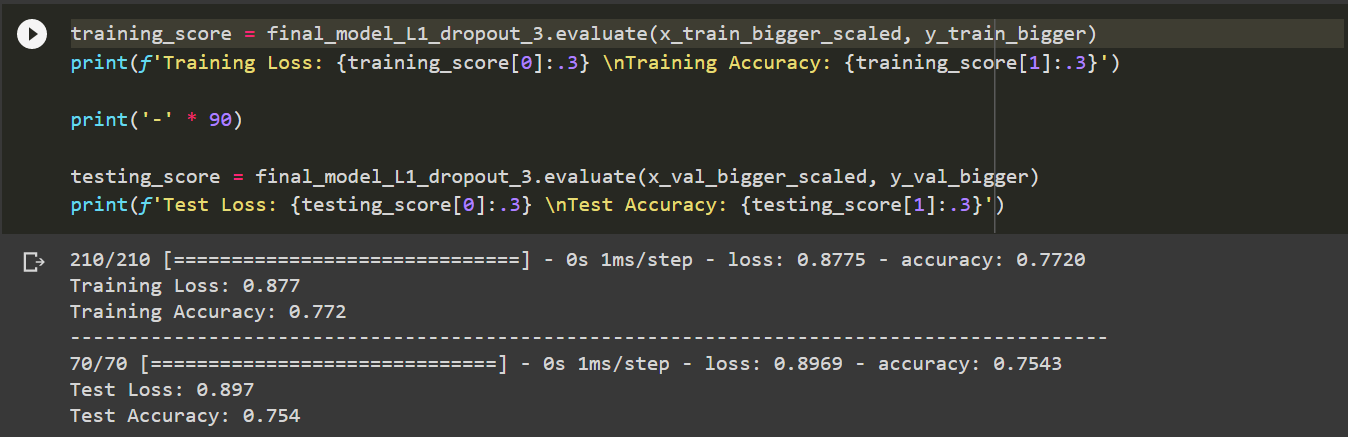 training_score = final_model_L1_dropout_3.evaluate(x_train_bigger_scaled, y_train_bigger)
print(f'Training Loss: {training_score[0]:.3} \nTraining Accuracy: {training_score[1]:.3}')
print('-' * 90)
testing_score = final_model_L1_dropout_3.evaluate(x_val_bigger_scaled, y_val_bigger)
print(f'Test Loss: {testing_score[0]:.3} \nTest Accuracy: {testing_score[1]:.3}')
210/210 [==============================] - 0s 1ms/step - loss: 0.8775 - accuracy: 0.7720
Training Loss: 0.877
Training Accuracy: 0.772
------------------------------------------------------------------------------------------
70/70 [==============================] - 0s 1ms/step - loss: 0.8969 - accuracy: 0.7543
Test Loss: 0.897
Test Accuracy: 0.754